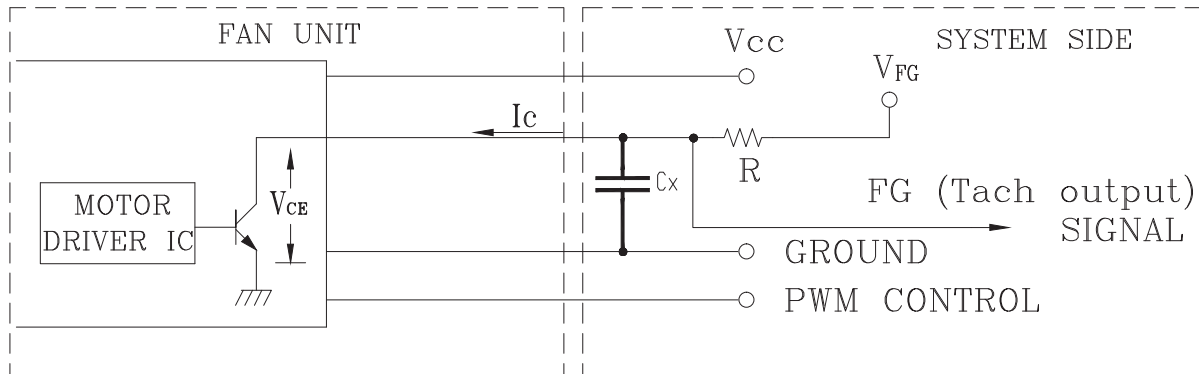 FAN UNIT
SYSTEM SIDE
Vcc
VFG
Ic
R
Cx
VCE
MOTOR
DRIVER IC
FG (Tach output)
SIGNAL
GROUND
PWM CONTROL